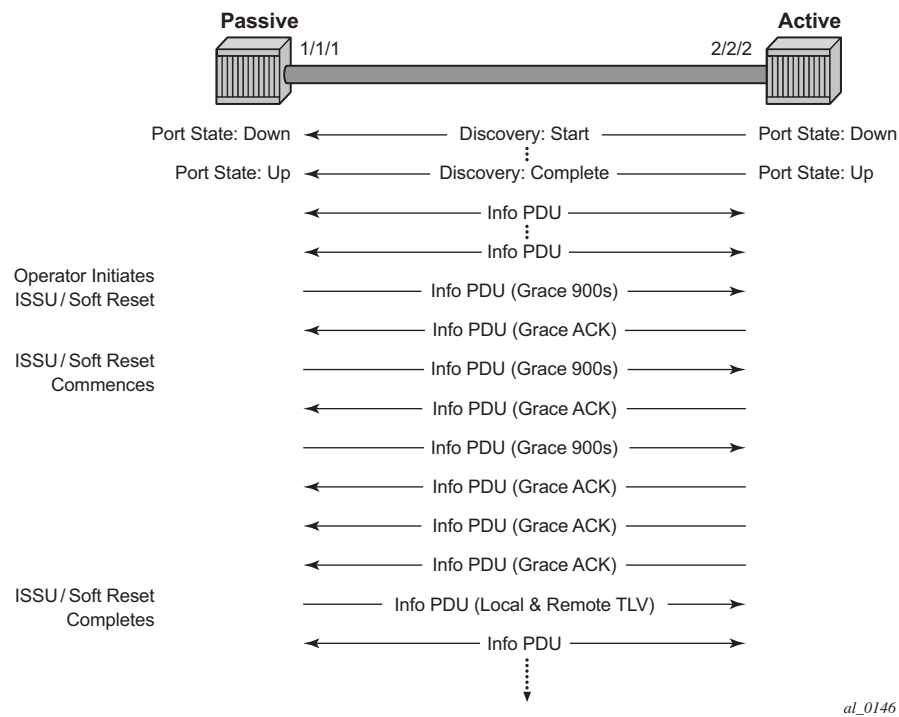 Passive Active
1/1/1 2/2/2
Port State: Down Discovery: Start Port State: Down
Port State: Up Discovery: Complete Port State: Up
Info PDU
Info PDU
Operator Initiates
ISSU / Soft Reset
Info PDU (Grace 900s)
Info PDU (Grace ACK)
ISSU / Soft Reset
Commences
Info PDU (Grace 900s)
Info PDU (Grace ACK)
Info PDU (Grace 900s)
Info PDU (Grace ACK)
Info PDU (Grace ACK)
Info PDU (Grace ACK)
ISSU / Soft Reset
Completes
Info PDU (Local & Remote TLV)
Info PDU
al_0146